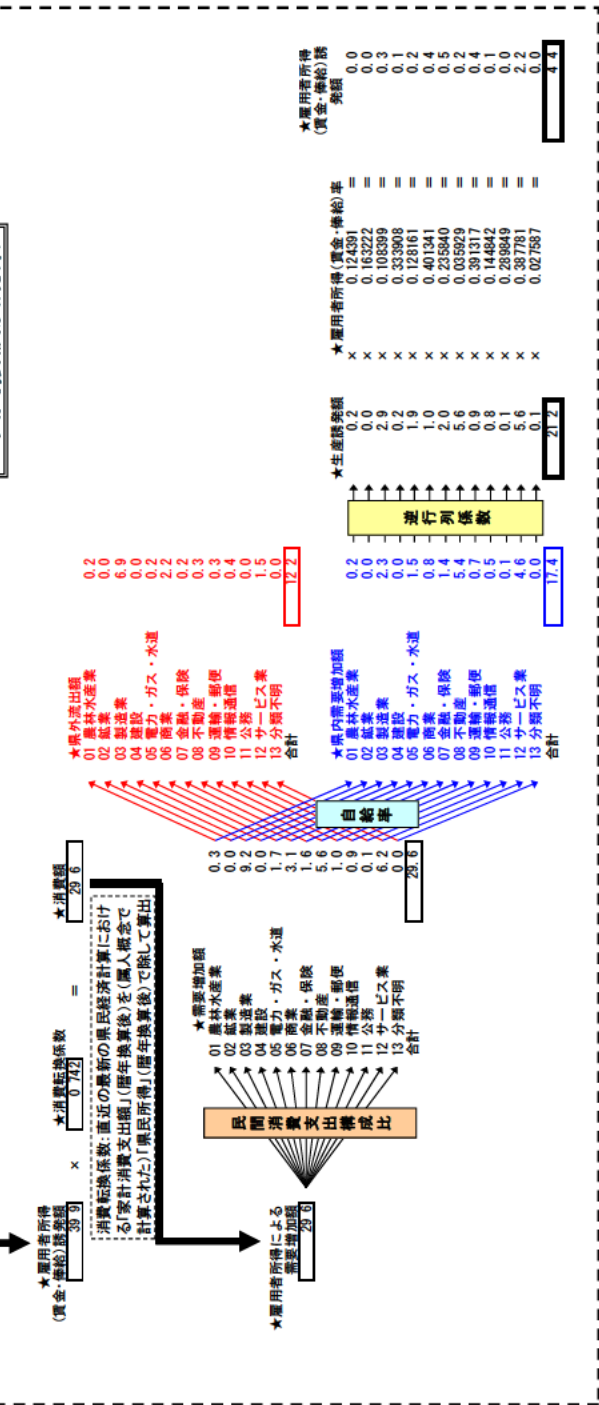 ★雇用者所得
(賃金・俸給)誘発額
39 9
×
★消費転換係数
0 742
=
★消費額
29 6
消費転換係数:直近の最新の県民経済計算におけ
る「家計消費支出額」(暦年換算後)を(属人概念で
計算された)「県民所得」(暦年換算後)で除して算出
★雇用者所得による
需要増加額
29 6
民間消費支出構成比
★需要増加額
01 農林水産業 0.3
02 鉱業 0.0
03 製造業 9.2
04 建設 0.0
05 電力・ガス・水道 1.7
06 商業 3.1
07 金融・保険 1.6
08 不動産 5.6
09 運輸・郵便 1.0
10 情報通信 0.9
11 公務 0.1
12 サービス業 6.2
13 分類不明 0 0
合計 29.6
自給率
★県外流出額
01 農林水産業 0.2
02 鉱業 0.0
03 製造業 6.9
04 建設 0.0
05 電力・ガス・水道 0.2
06 商業 2.2
07 金融・保険 0.2
08 不動産 0.3
09 運輸・郵便 0.3
10 情報通信 0.4
11 公務 0.0
12 サービス業 1.5
13 分類不明 0.0
合計 12.2
★県内需要増加額
01 農林水産業 0.2
02 鉱業 0.0
03 製造業 2.3
04 建設 0.0
05 電力・ガス・水道 1.5
06 商業 0.8
07 金融・保険 1.4
08 不動産 5.4
09 運輸・郵便 0.7
10 情報通信 0.5
11 公務 0.1
12 サービス業 4.6
13 分類不明 0.0
合計 17.4
逆行列係数
★生産誘発額 ★雇用者所得(賃金・俸給)率 ★雇用者所得
(賃金・俸給)誘
発額
0.2 × 0.124391 = 0.0
0.0 × 0.163222 = 0.0
2.9 × 0.108399 = 0.3
0.2 × 0.333908 = 0.1
1.9 × 0.128161 = 0.2
1.0 × 0.401341 = 0.4
2.0 × 0.235840 = 0.5
5.6 × 0.035929 = 0.2
0.9 × 0.391317 = 0.4
0.8 × 0.144842 = 0.1
0.1 × 0.289849 = 0.0
5.6 × 0.387781 = 2.2
0.1 × 0.027587 = 0.0
21 2
4 4